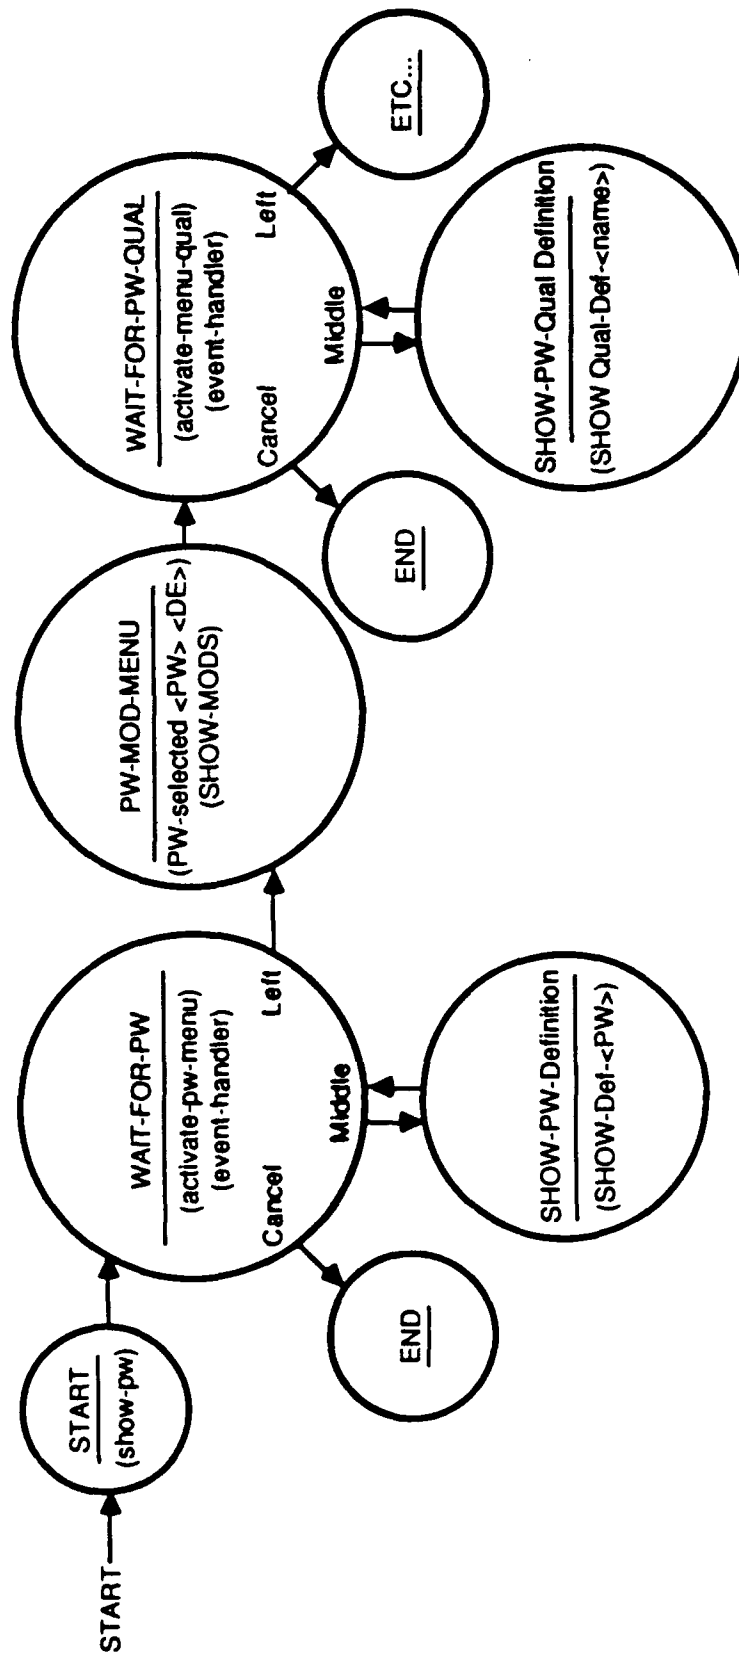 START
START
(show-pw)
WAIT-FOR-PW
(activate-pw-menu)
(event-handler)
Cancel
Middle
Left
END
SHOW-PW-Definition
(SHOW-Def-<PW>)
PW-MOD-MENU
(PW-selected <PW> <DE>)
(SHOW-MODS)
WAIT-FOR-PW-QUAL
(activate-menu-qual)
(event-handler)
Cancel
Middle
Left
END
SHOW-PW-Qual Definition
(SHOW Qual-Def-<name>)
ETC...